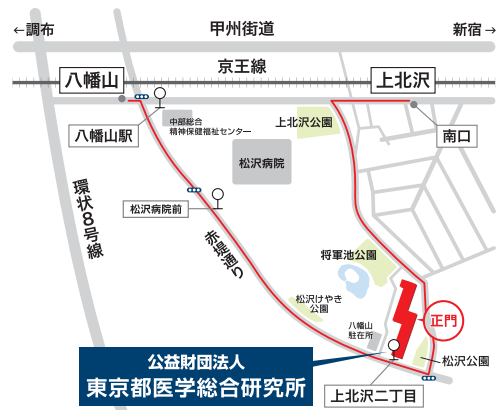 ←調布
甲州街道
新宿→
京王線
八幡山
上北沢
中部総合
精神保健福祉センター
上北沢公園
八幡山駅
南口
松沢病院
環状8号線
松沢病院前
赤堤通り
将軍池公園
松沢けやき
公園
八幡山
駐在所
正門
公益財団法人
東京都医学総合研究所
松沢公園
上北沢二丁目